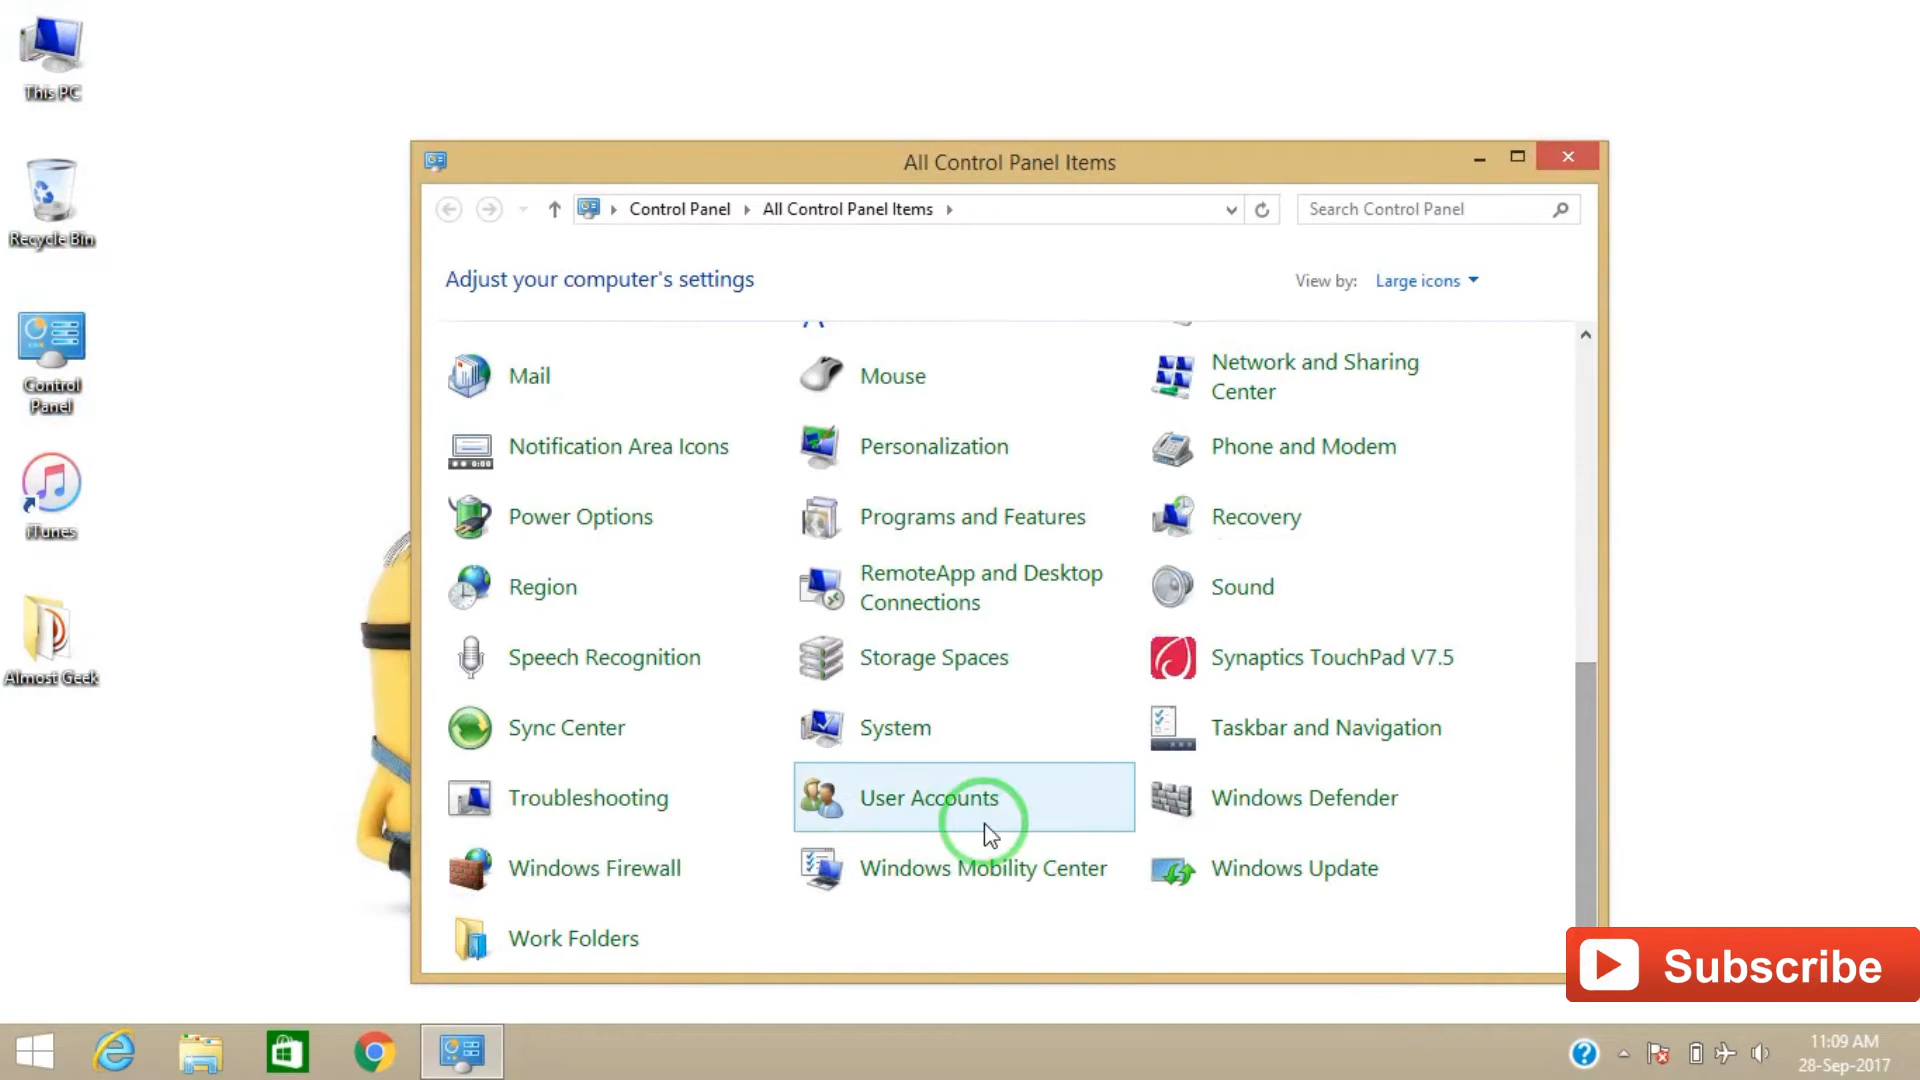 This PC
Recycle Bin
Control
Panel
iTunes
Almost Geek
All Control Panel Items
Control Panel
All Control Panel Items
Search Control Panel
Adjust your computer's settings
View by:
Large icons
Mail
Mouse
Network and Sharing
Center
Notification Area Icons
Personalization
Phone and Modem
Power Options
Programs and Features
Recovery
Region
RemoteApp and Desktop
Connections
Sound
Speech Recognition
Storage Spaces
Synaptics TouchPad V7.5
Sync Center
System
Taskbar and Navigation
Troubleshooting
User Accounts
Windows Defender
Windows Firewall
Windows Mobility Center
Windows Update
Work Folders
Subscribe
11:09 AM
28-Sep-2017